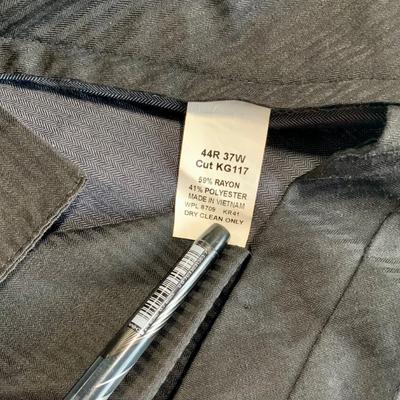 44R 37W
Cut KG117
59% RAYON
41% POLYESTER
MADE IN VIETNAM
WPL 8709 KR41
DRY CLEAN ONLY